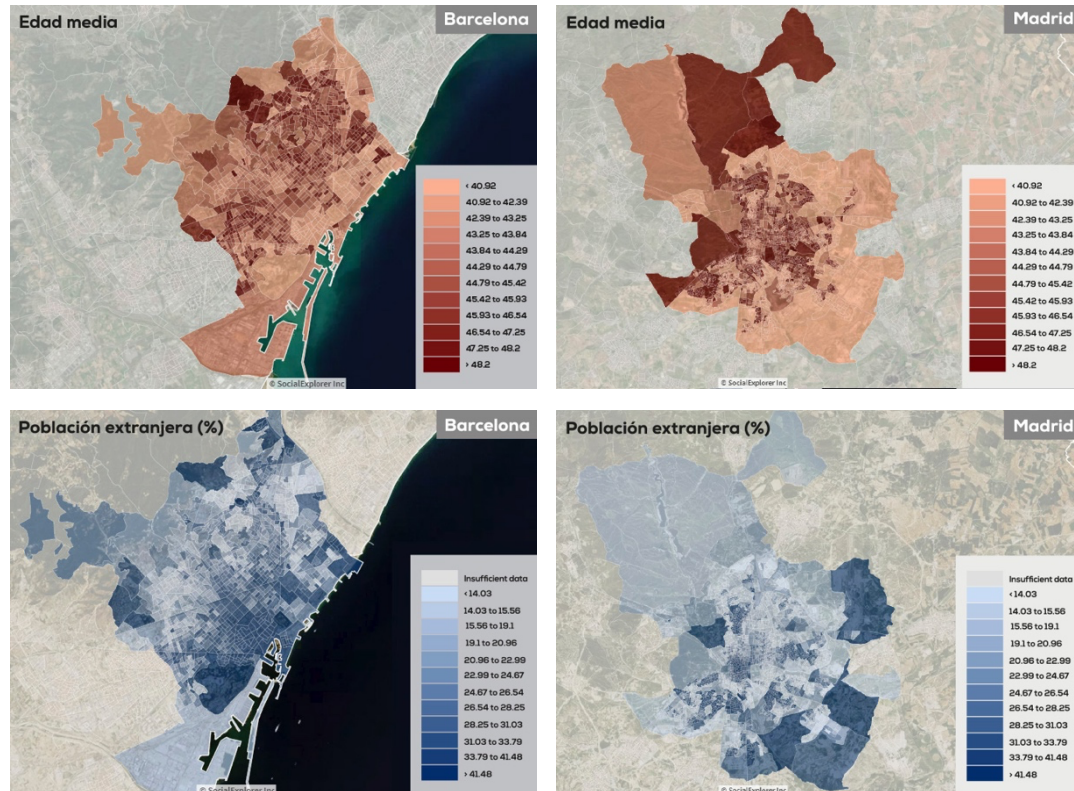 Edad media
Barcelona
< 40.92
40.92 to 42.39
42.39 to 43.25
43.25 to 43.84
43.84 to 44.29
44.29 to 44.79
44.79 to 45.42
45.42 to 45.93
45.93 to 46.54
46.54 to 47.25
47.25 to 48.2
> 48.2
© SocialExplorer Inc
Edad media
Madrid
< 40.92
40.92 to 42.39
42.39 to 43.25
43.25 to 43.84
43.84 to 44.29
44.29 to 44.79
44.79 to 45.42
45.42 to 45.93
45.93 to 46.54
46.54 to 47.25
47.25 to 48.2
> 48.2
© SocialExplorer Inc
Población extranjera (%)
Barcelona
Insufficient data
< 14.03
14.03 to 15.56
15.56 to 19.1
19.1 to 20.96
20.96 to 22.99
22.99 to 24.67
24.67 to 26.54
26.54 to 28.25
28.25 to 31.03
31.03 to 33.79
33.79 to 41.48
> 41.48
© SocialExplorer Inc
Población extranjera (%)
Madrid
Insufficient data
< 14.03
14.03 to 15.56
15.56 to 19.1
19.1 to 20.96
20.96 to 22.99
22.99 to 24.67
24.67 to 26.54
26.54 to 28.25
28.25 to 31.03
31.03 to 33.79
33.79 to 41.48
> 41.48
© SocialExplorer Inc